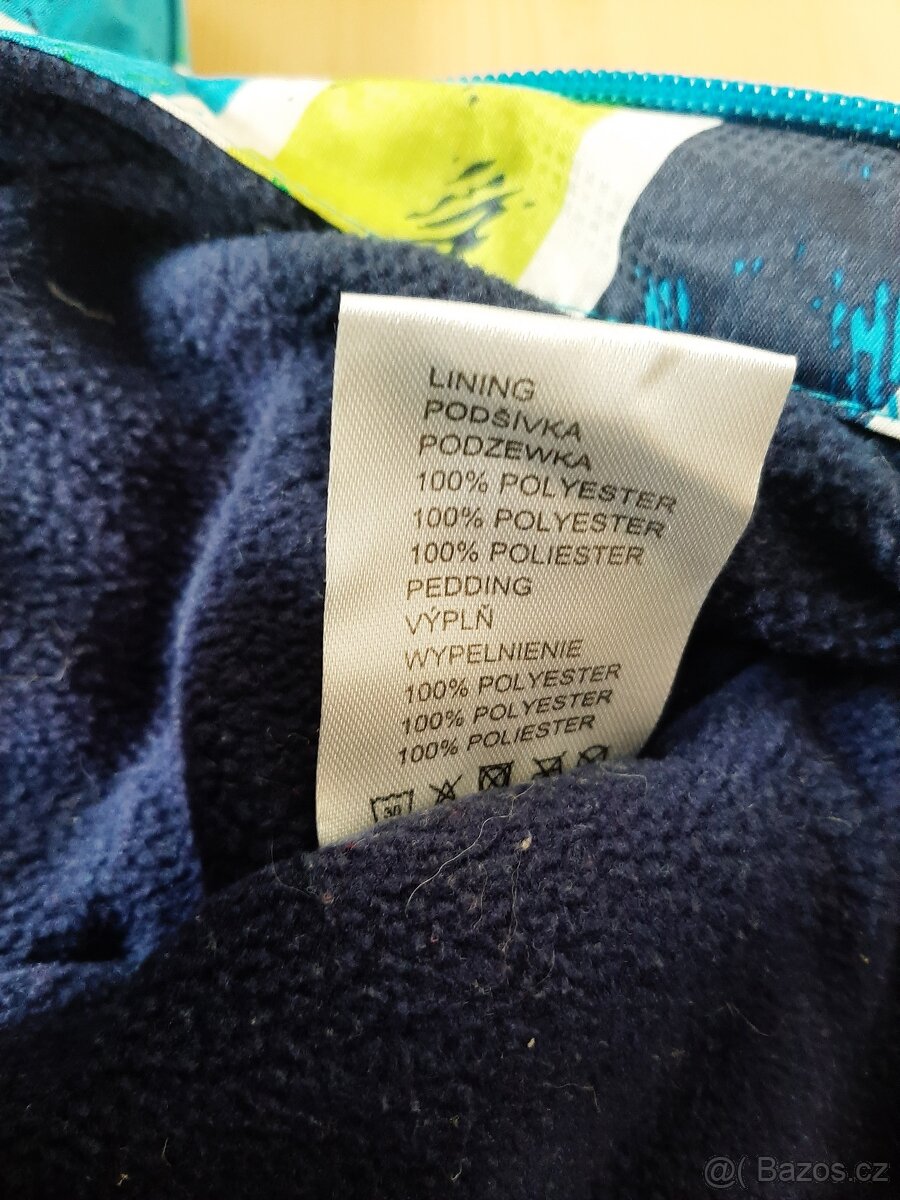 LINING
PODŠÍVKA
PODZEWKA
100% POLYESTER
100% POLYESTER
100% POLIESTER
PEDDING
VÝPLŇ
WYPELNIENIE
100% POLYESTER
100% POLYESTER
100% POLIESTER
30
@( Bazos.cz